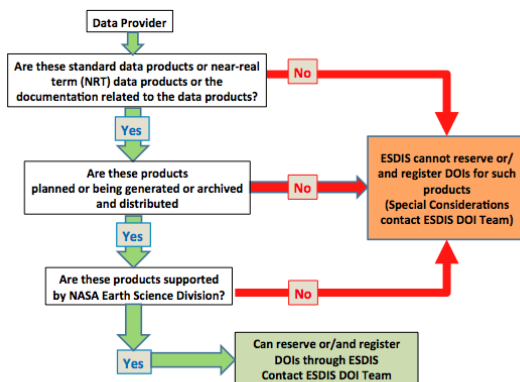 Data Provider
Are these standard data products or near-real
term (NRT) data products or the
documentation related to the data products?
No
Yes
Are these products
planned or being generated or archived
and distributed
No
ESDIS cannot reserve or/
and register DOIs for such
products
(Special Considerations
contact ESDIS DOI Team)
Yes
Are these products supported
by NASA Earth Science Division?
No
Yes
Can reserve or/and register
DOIs through ESDIS
Contact ESDIS DOI Team